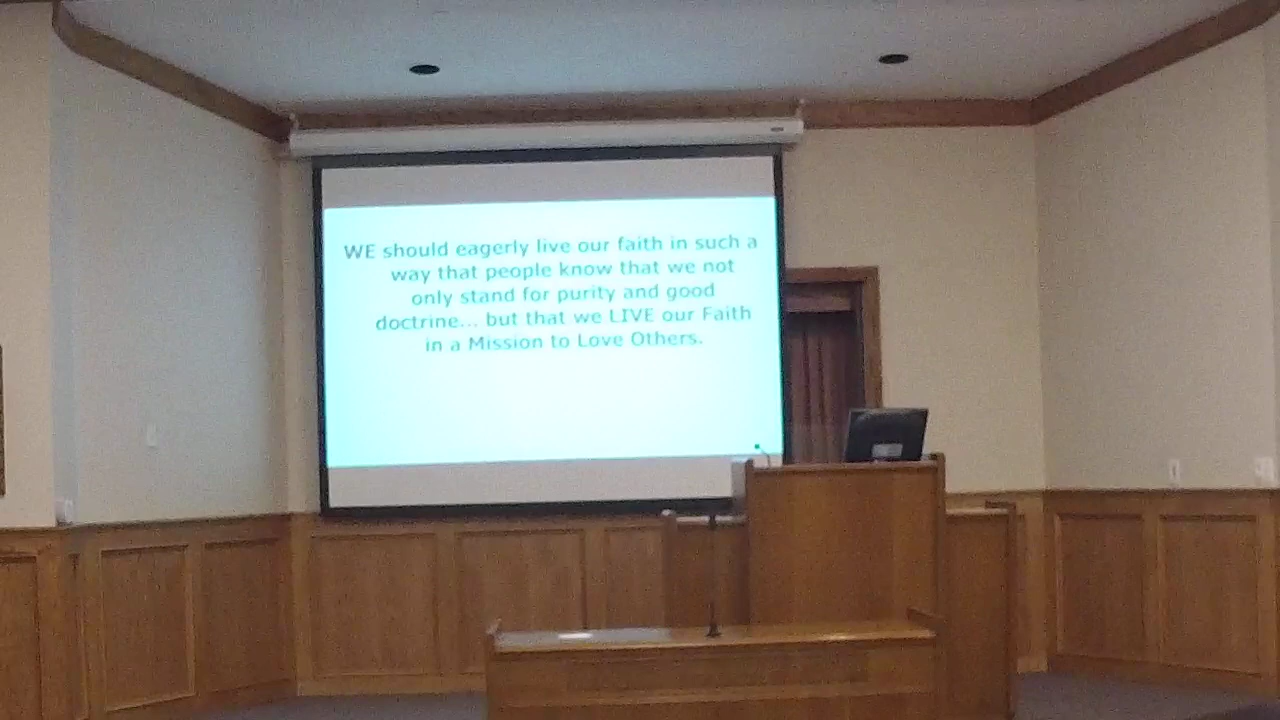 WE should eagerly live our faith in such a
way that people know that we not
only stand for purity and good
doctrine... but that we LIVE our Faith
in a Mission to Love Others.